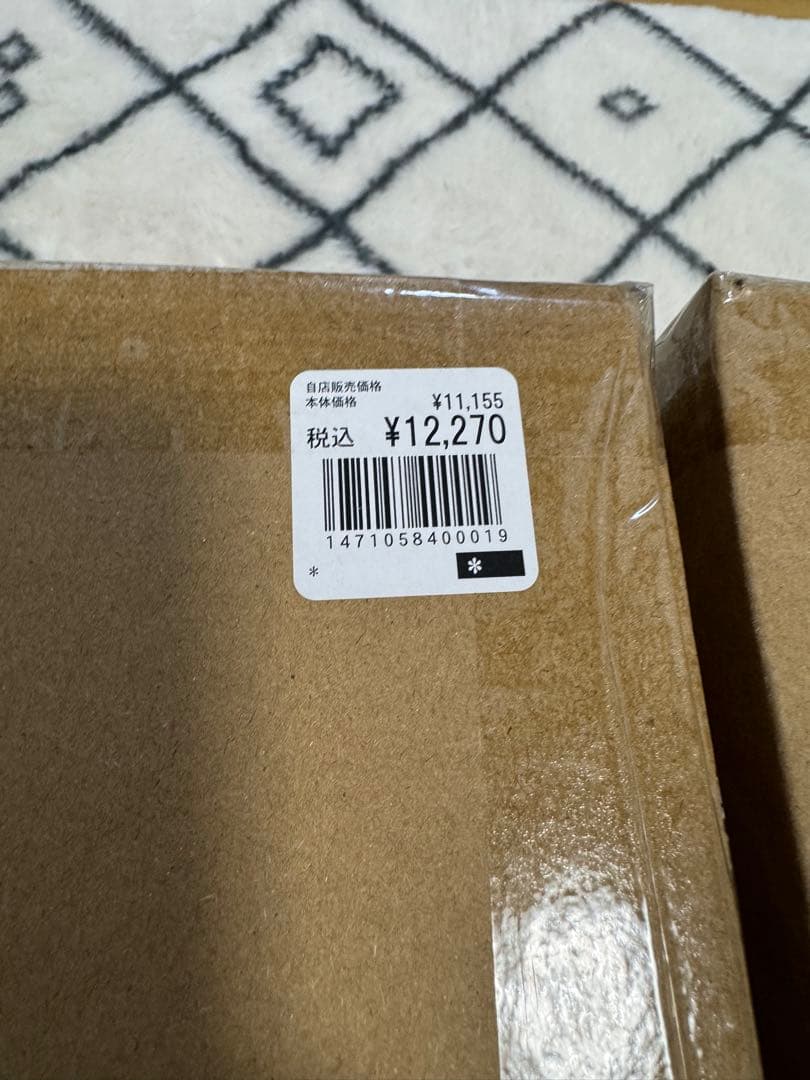 自店販売価格
本体価格 ¥11,155
税込 ¥12,270
1471058400019
* *